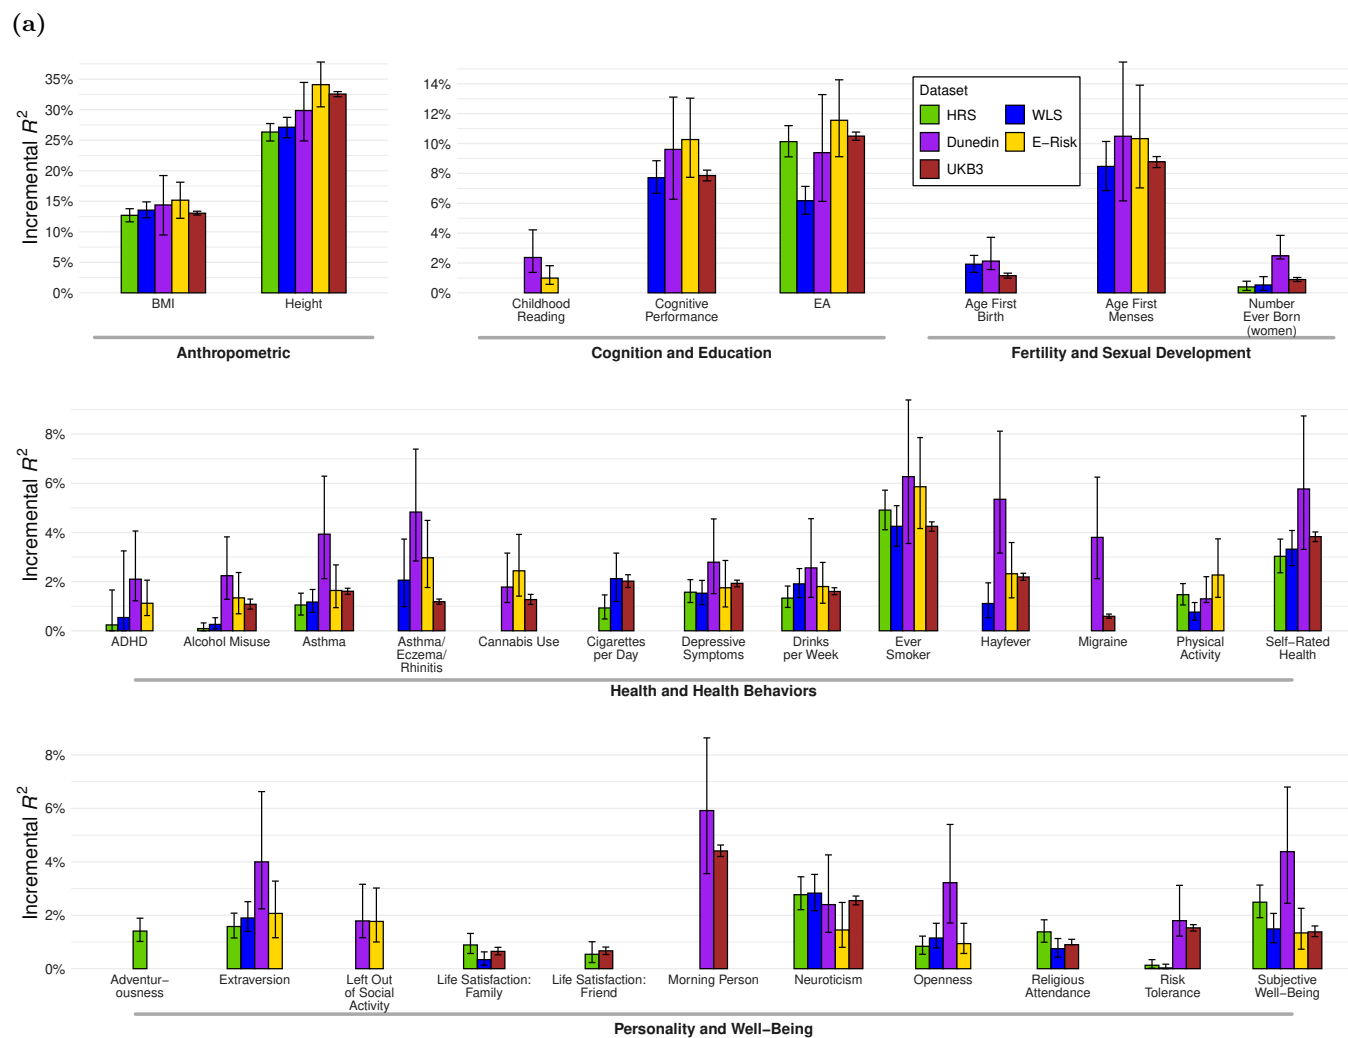 (a)
Incremental R²
35%
30%
25%
20%
15%
10%
5%
0%
BMI
Height
Anthropometric
14%
12%
10%
8%
6%
4%
2%
0%
Childhood
Reading
Cognitive
Performance
EA
Cognition and Education
Dataset
HRS
WLS
Dunedin
E−Risk
UKB3
Age First
Birth
Age First
Menses
Number
Ever Born
(women)
Fertility and Sexual Development
Incremental R²
8%
6%
4%
2%
0%
ADHD
Alcohol Misuse
Asthma
Asthma/
Eczema/
Rhinitis
Cannabis Use
Cigarettes
per Day
Depressive
Symptoms
Drinks
per Week
Ever
Smoker
Hayfever
Migraine
Physical
Activity
Self−Rated
Health
Health and Health Behaviors
Incremental R²
8%
6%
4%
2%
0%
Adventur−
ousness
Extraversion
Left Out
of Social
Activity
Life Satisfaction:
Family
Life Satisfaction:
Friend
Morning Person
Neuroticism
Openness
Religious
Attendance
Risk
Tolerance
Subjective
Well−Being
Personality and Well−Being